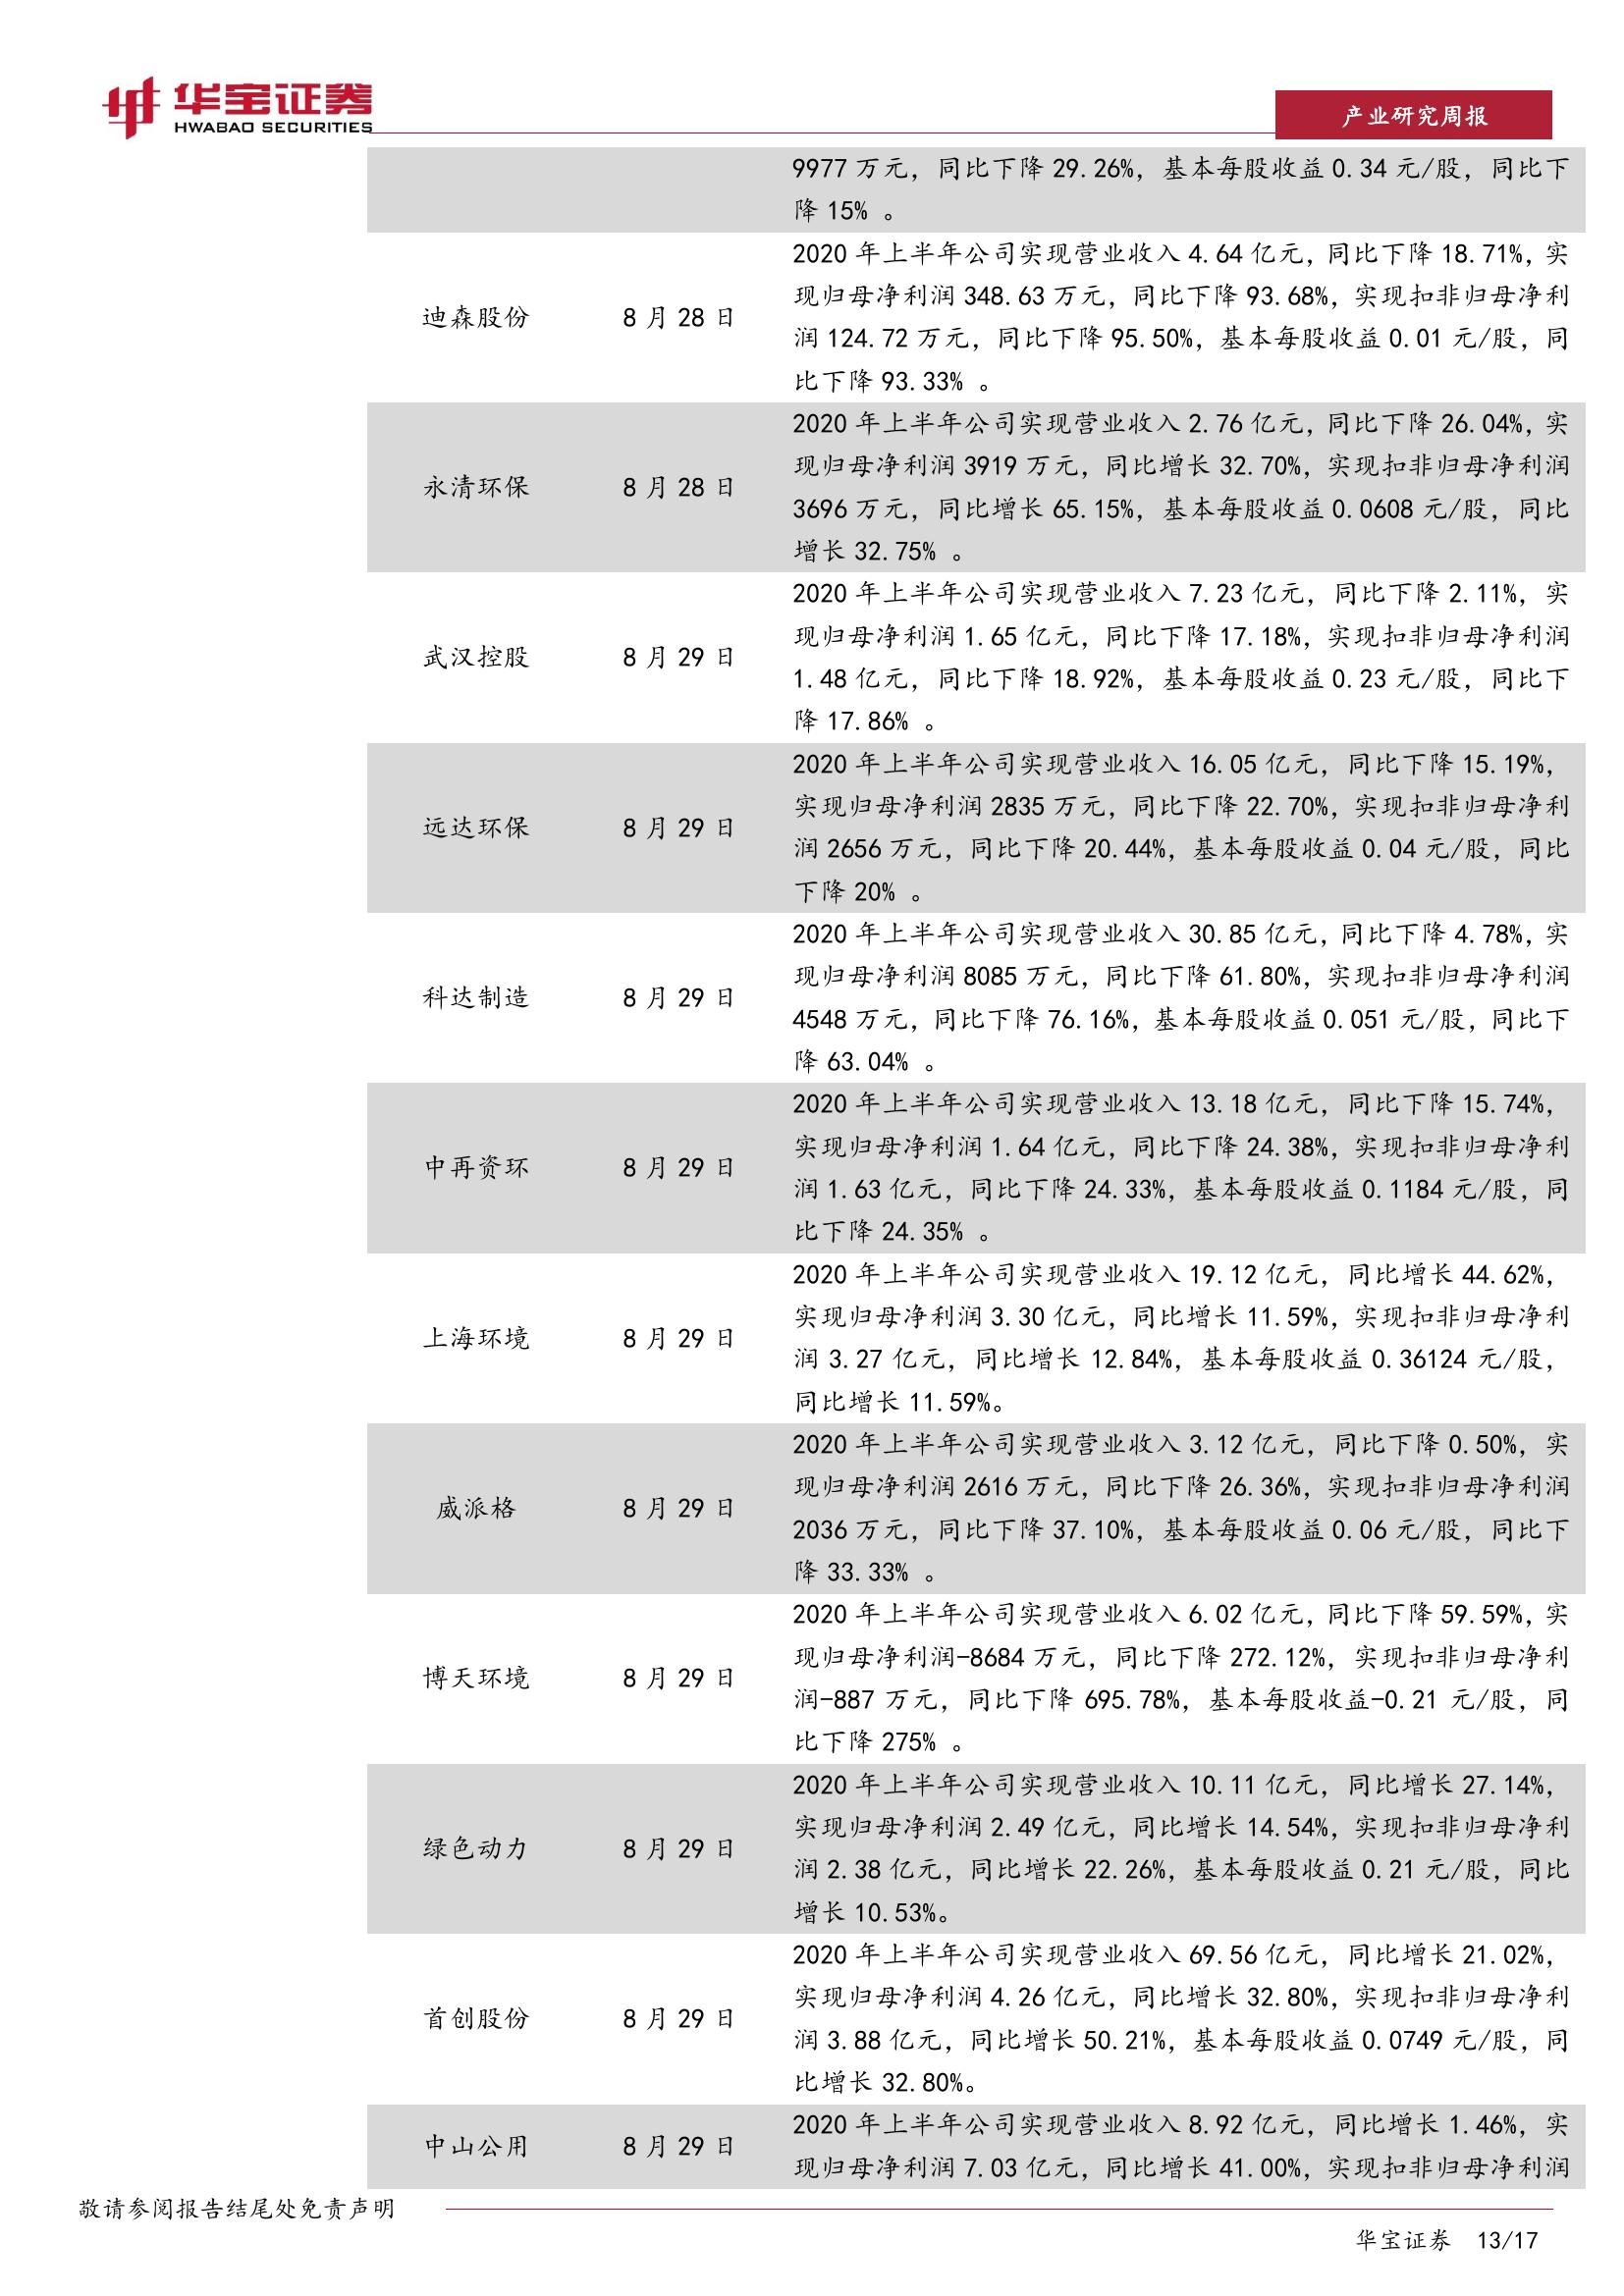 华宝证券
HWABAO SECURITIES
产业研究周报
9977 万元，同比下降 29.26%，基本每股收益 0.34 元/股，同比下
降 15% 。
2020 年上半年公司实现营业收入 4.64 亿元，同比下降 18.71%，实
现归母净利润 348.63 万元，同比下降 93.68%，实现扣非归母净利
迪森股份 8 月 28 日
润 124.72 万元，同比下降 95.50%，基本每股收益 0.01 元/股，同
比下降 93.33% 。
2020 年上半年公司实现营业收入 2.76 亿元，同比下降 26.04%，实
现归母净利润 3919 万元，同比增长 32.70%，实现扣非归母净利润
永清环保 8 月 28 日
3696 万元，同比增长 65.15%，基本每股收益 0.0608 元/股，同比
增长 32.75% 。
2020 年上半年公司实现营业收入 7.23 亿元，同比下降 2.11%，实
现归母净利润 1.65 亿元，同比下降 17.18%，实现扣非归母净利润
武汉控股 8 月 29 日
1.48 亿元，同比下降 18.92%，基本每股收益 0.23 元/股，同比下
降 17.86% 。
2020 年上半年公司实现营业收入 16.05 亿元，同比下降 15.19%，
实现归母净利润 2835 万元，同比下降 22.70%，实现扣非归母净利
远达环保 8 月 29 日
润 2656 万元，同比下降 20.44%，基本每股收益 0.04 元/股，同比
下降 20% 。
2020 年上半年公司实现营业收入 30.85 亿元，同比下降 4.78%，实
现归母净利润 8085 万元，同比下降 61.80%，实现扣非归母净利润
科达制造 8 月 29 日
4548 万元，同比下降 76.16%，基本每股收益 0.051 元/股，同比下
降 63.04% 。
2020 年上半年公司实现营业收入 13.18 亿元，同比下降 15.74%，
实现归母净利润 1.64 亿元，同比下降 24.38%，实现扣非归母净利
中再资环 8 月 29 日
润 1.63 亿元，同比下降 24.33%，基本每股收益 0.1184 元/股，同
比下降 24.35% 。
2020 年上半年公司实现营业收入 19.12 亿元，同比增长 44.62%，
实现归母净利润 3.30 亿元，同比增长 11.59%，实现扣非归母净利
上海环境 8 月 29 日
润 3.27 亿元，同比增长 12.84%，基本每股收益 0.36124 元/股，
同比增长 11.59%。
2020 年上半年公司实现营业收入 3.12 亿元，同比下降 0.50%，实
现归母净利润 2616 万元，同比下降 26.36%，实现扣非归母净利润
威派格 8 月 29 日
2036 万元，同比下降 37.10%，基本每股收益 0.06 元/股，同比下
降 33.33% 。
2020 年上半年公司实现营业收入 6.02 亿元，同比下降 59.59%，实
现归母净利润-8684 万元，同比下降 272.12%，实现扣非归母净利
博天环境 8 月 29 日
润-887 万元，同比下降 695.78%，基本每股收益-0.21 元/股，同
比下降 275% 。
2020 年上半年公司实现营业收入 10.11 亿元，同比增长 27.14%，
实现归母净利润 2.49 亿元，同比增长 14.54%，实现扣非归母净利
绿色动力 8 月 29 日
润 2.38 亿元，同比增长 22.26%，基本每股收益 0.21 元/股，同比
增长 10.53%。
2020 年上半年公司实现营业收入 69.56 亿元，同比增长 21.02%，
实现归母净利润 4.26 亿元，同比增长 32.80%，实现扣非归母净利
首创股份 8 月 29 日
润 3.88 亿元，同比增长 50.21%，基本每股收益 0.0749 元/股，同
比增长 32.80%。
2020 年上半年公司实现营业收入 8.92 亿元，同比增长 1.46%，实
中山公用 8 月 29 日
现归母净利润 7.03 亿元，同比增长 41.00%，实现扣非归母净利润
敬请参阅报告结尾处免责声明
华宝证券 13/17